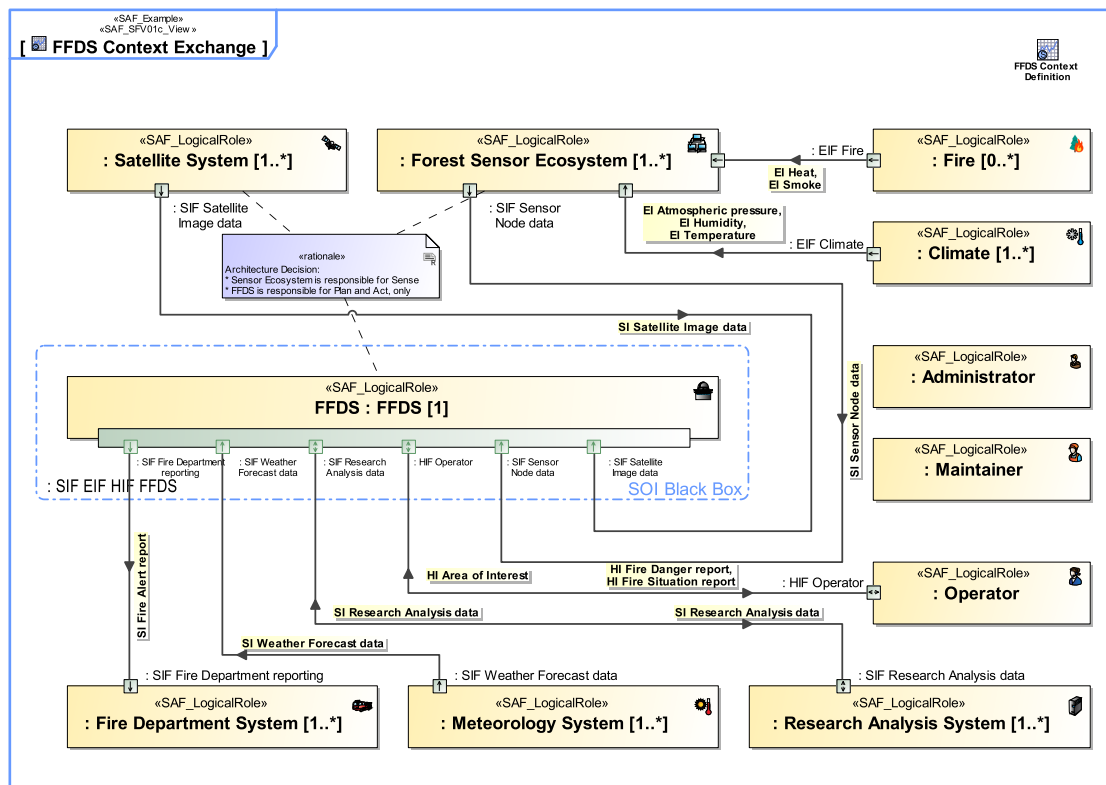 «SAF_Example»
«SAF_SFV01c_View »
[ FFDS Context Exchange ]
FFDS Context
Definition
«SAF_LogicalRole»
: Satellite System [1..*]
«SAF_LogicalRole»
: Forest Sensor Ecosystem [1..*]
: EIF Fire
«SAF_LogicalRole»
: Fire [0..*]
EI Heat,
EI Smoke
: SIF Satellite
Image data
: SIF Sensor
Node data
EI Atmospheric pressure,
EI Humidity,
EI Temperature
: EIF Climate
«SAF_LogicalRole»
: Climate [1..*]
«rationale»
Architecture Decision:
* Sensor Ecosystem is responsible for Sense
* FFDS is responsible for Plan and Act, only
SI Satellite Image data
«SAF_LogicalRole»
: Administrator
SI Sensor Node data
«SAF_LogicalRole»
FFDS : FFDS [1]
«SAF_LogicalRole»
: Maintainer
: SIF Fire Department
reporting
: SIF Weather
Forecast data
: SIF Research
Analysis data
: HIF Operator
: SIF Sensor
Node data
: SIF Satellite
Image data
: SIF EIF HIF FFDS
SOI Black Box
SI Fire Alert report
HI Area of Interest
HI Fire Danger report,
HI Fire Situation report
: HIF Operator
«SAF_LogicalRole»
: Operator
SI Research Analysis data
SI Research Analysis data
SI Weather Forecast data
: SIF Fire Department reporting
: SIF Weather Forecast data
: SIF Research Analysis data
«SAF_LogicalRole»
: Fire Department System [1..*]
«SAF_LogicalRole»
: Meteorology System [1..*]
«SAF_LogicalRole»
: Research Analysis System [1..*]